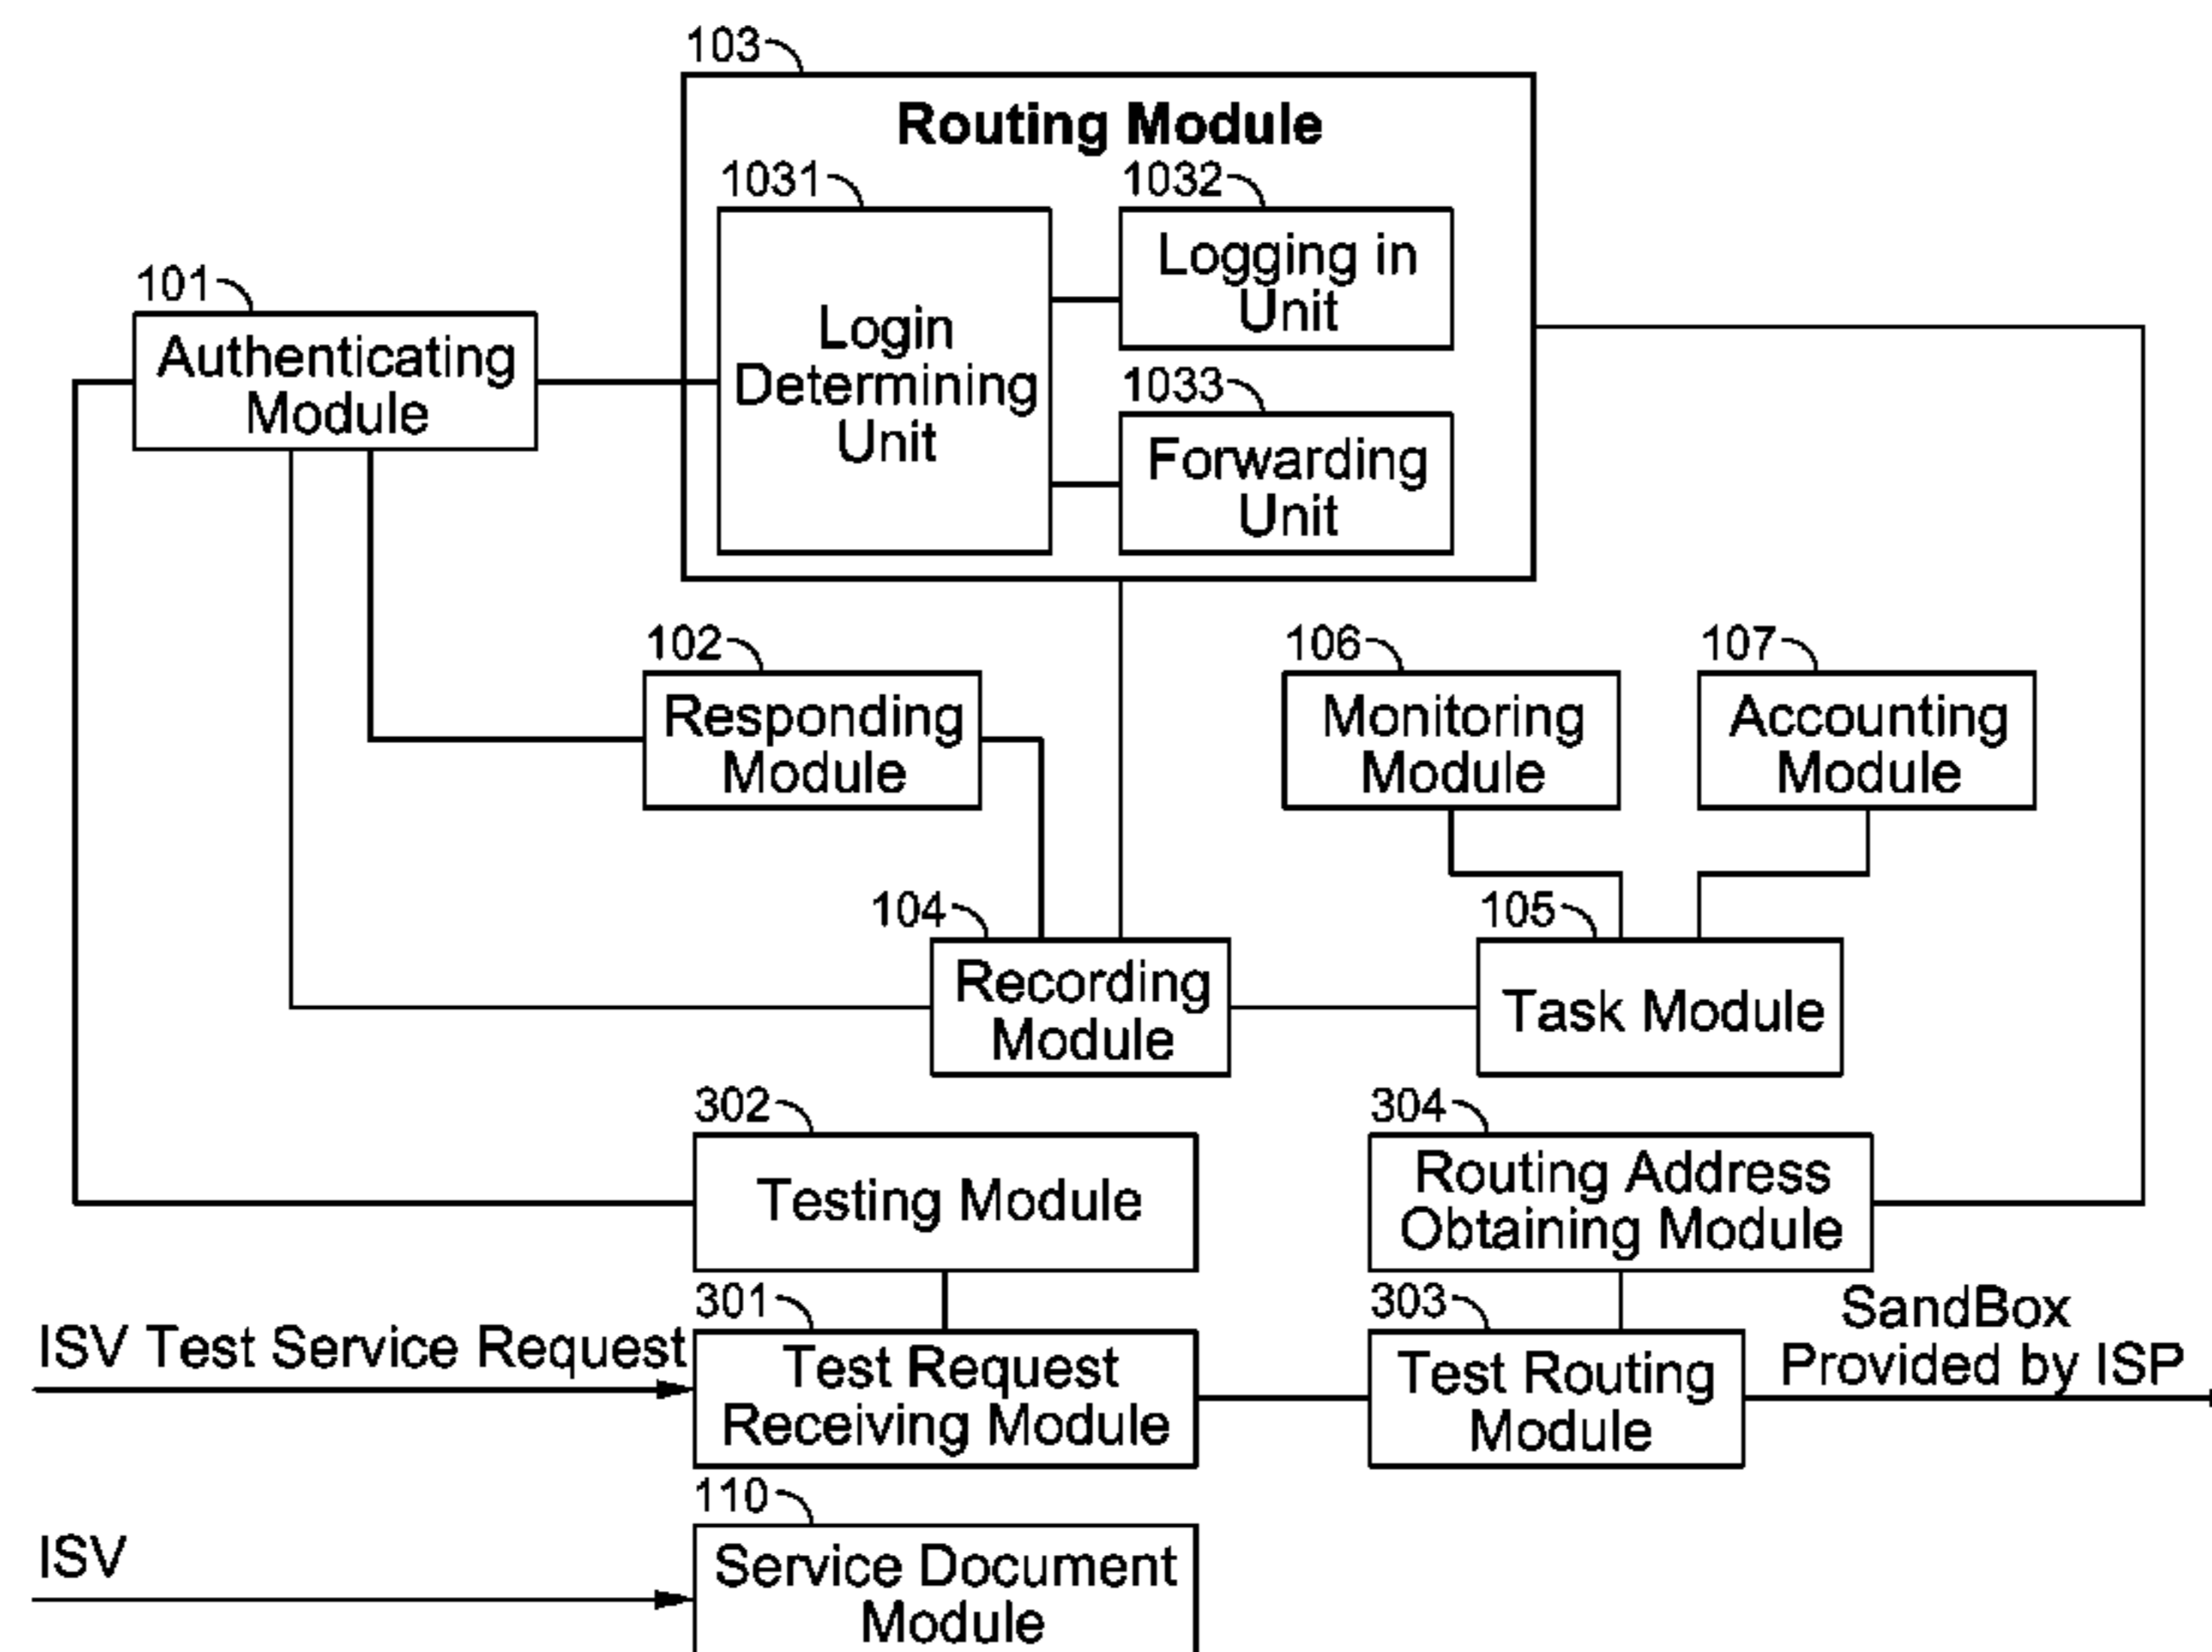 103
Routing Module
1031
1032
Login
Determining
Unit
Logging in
Unit
1033
Forwarding
Unit
101
Authenticating
Module
102
Responding
Module
106
Monitoring
Module
107
Accounting
Module
104
Recording
Module
105
Task Module
302
Testing Module
304
Routing Address
Obtaining Module
ISV Test Service Request
301
Test Request
Receiving Module
303
Test Routing
Module
SandBox
Provided by ISP
ISV
110
Service Document
Module